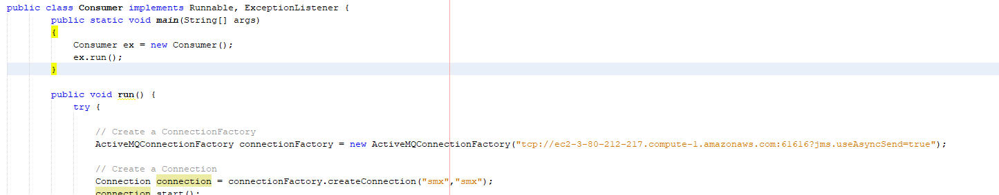 public class Consumer implements Runnable, ExceptionListener {
public static void main(String[] args)
{
Consumer ex = new Consumer();
ex.run();
}
public void run() {
try {
// Create a ConnectionFactory
ActiveMQConnectionFactory connectionFactory = new ActiveMQConnectionFactory("tcp://ec2-3-80-212-217.compute-1.amazonaws.com:61616?jms.useAsyncSend=true");
// Create a Connection
Connection connection = connectionFactory.createConnection("smx","smx");
connection.start();